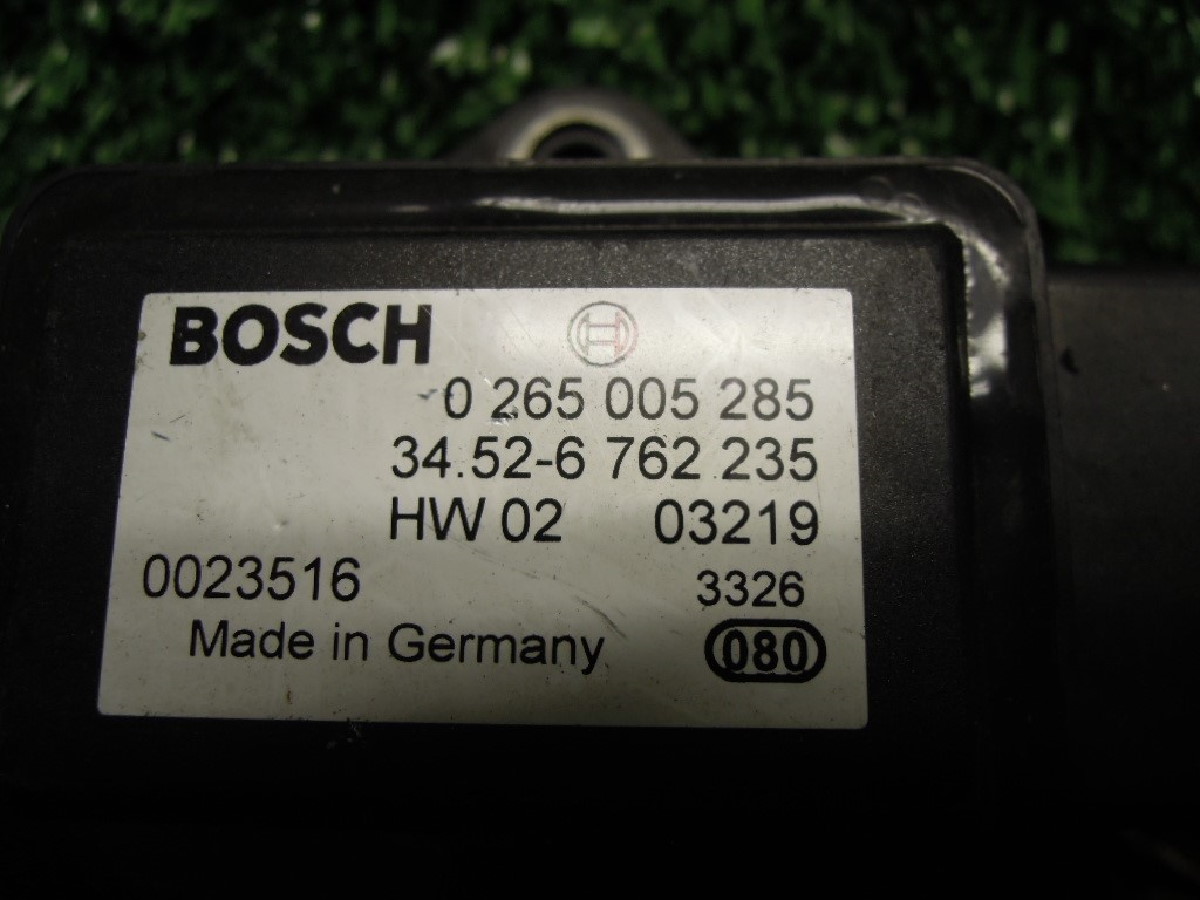 BOSCH
0 265 005 285
34.52-6 762 235
HW 02 03219
0023516 3326
Made in Germany 080